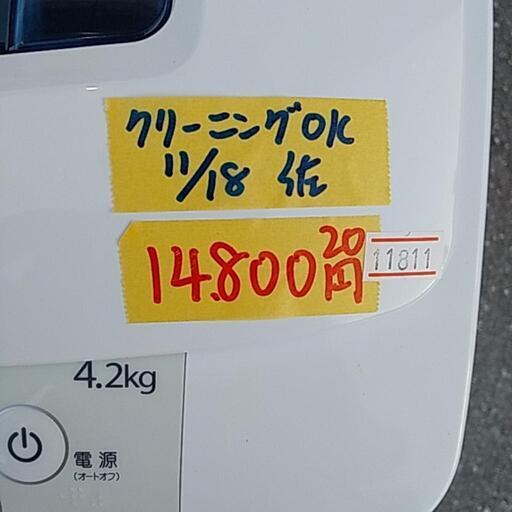 クリーニングOK
11/18 佐
20
14.800円
11811
4.2kg
電源
(オートオフ)